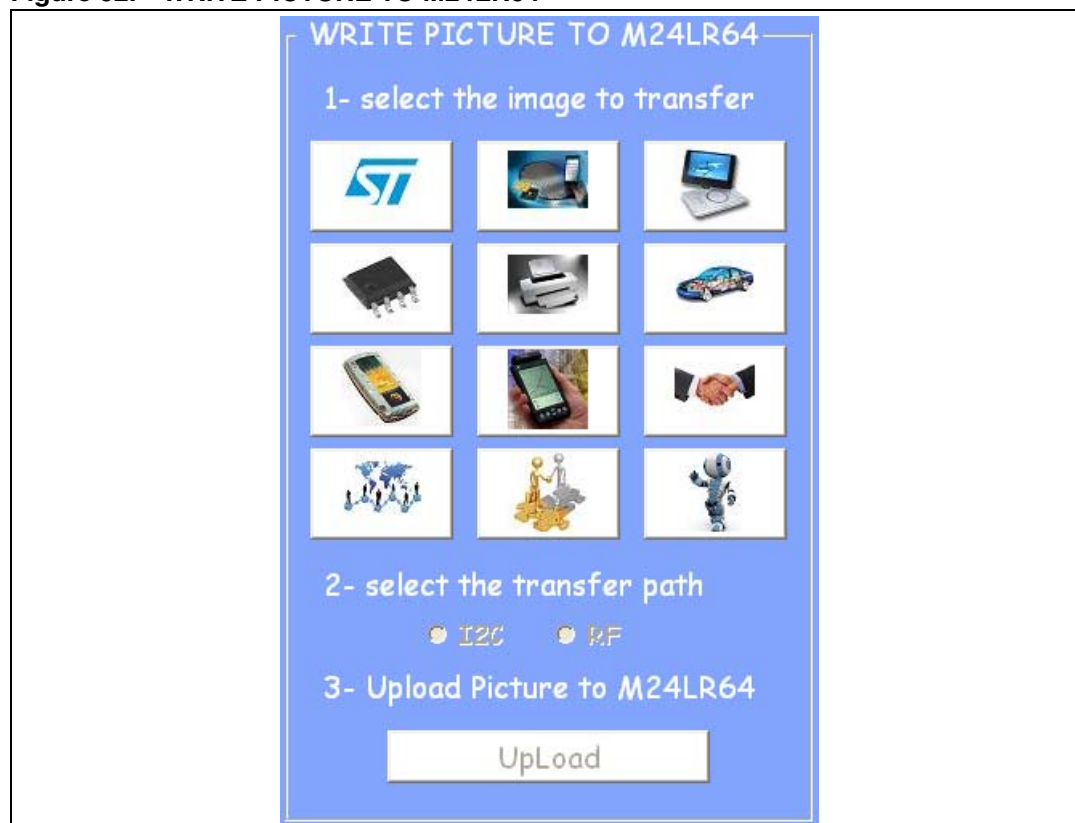 WRITE PICTURE TO M24LR64
1- select the image to transfer
ST
2- select the transfer path
I2C RF
3- Upload Picture to M24LR64
UpLoad